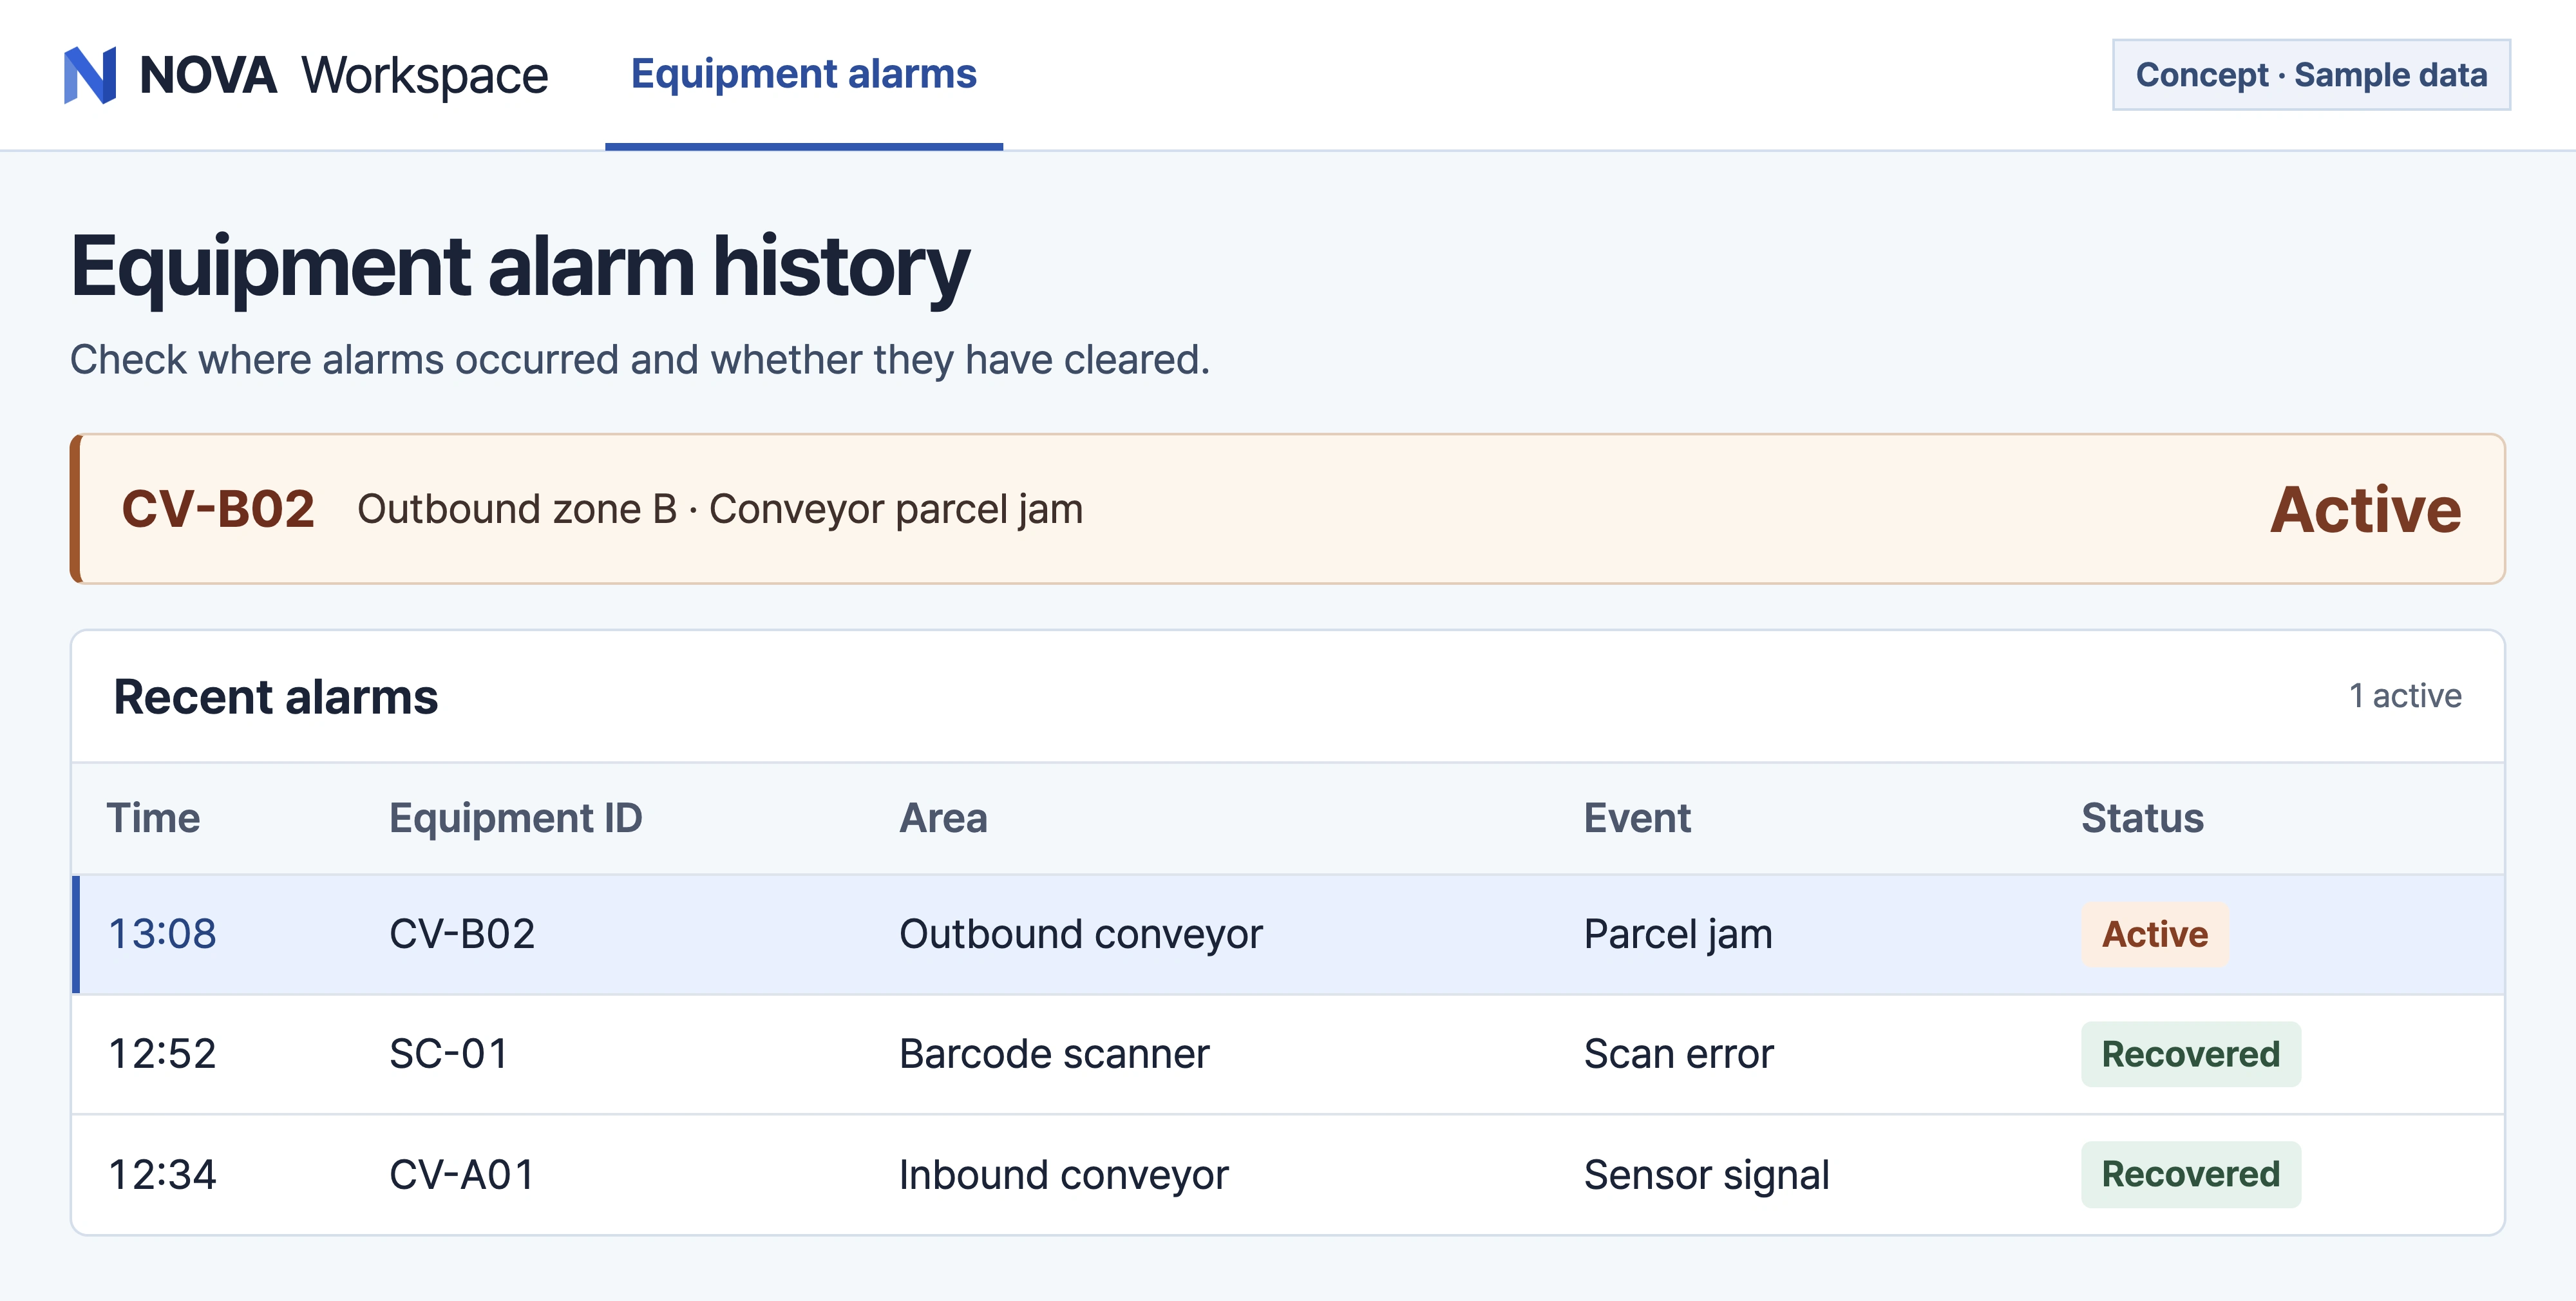 NOVA Workspace Equipment alarms Concept · Sample data
Equipment alarm history
Check where alarms occurred and whether they have cleared.
CV-B02 Outbound zone B · Conveyor parcel jam Active
Recent alarms 1 active
Time Equipment ID Area Event Status
13:08 CV-B02 Outbound conveyor Parcel jam Active
12:52 SC-01 Barcode scanner Scan error Recovered
12:34 CV-A01 Inbound conveyor Sensor signal Recovered